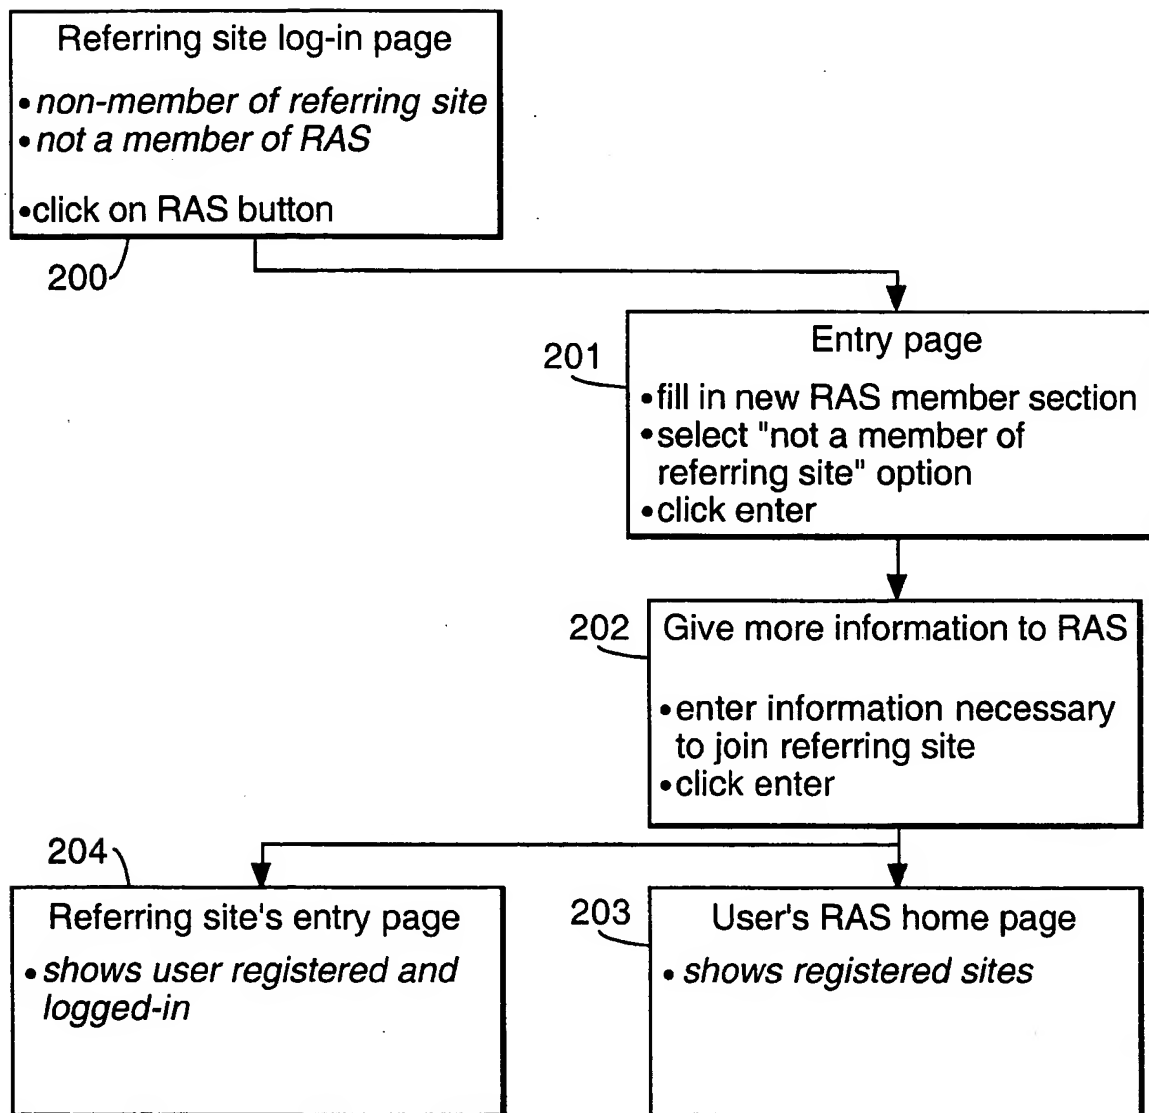 Referring site log-in page
•non-member of referring site
•not a member of RAS
•click on RAS button
200
201
Entry page
•fill in new RAS member section
•select "not a member of
referring site" option
•click enter
202
Give more information to RAS
•enter information necessary
to join referring site
•click enter
204
Referring site's entry page
• shows user registered and
logged-in
203
User's RAS home page
• shows registered sites